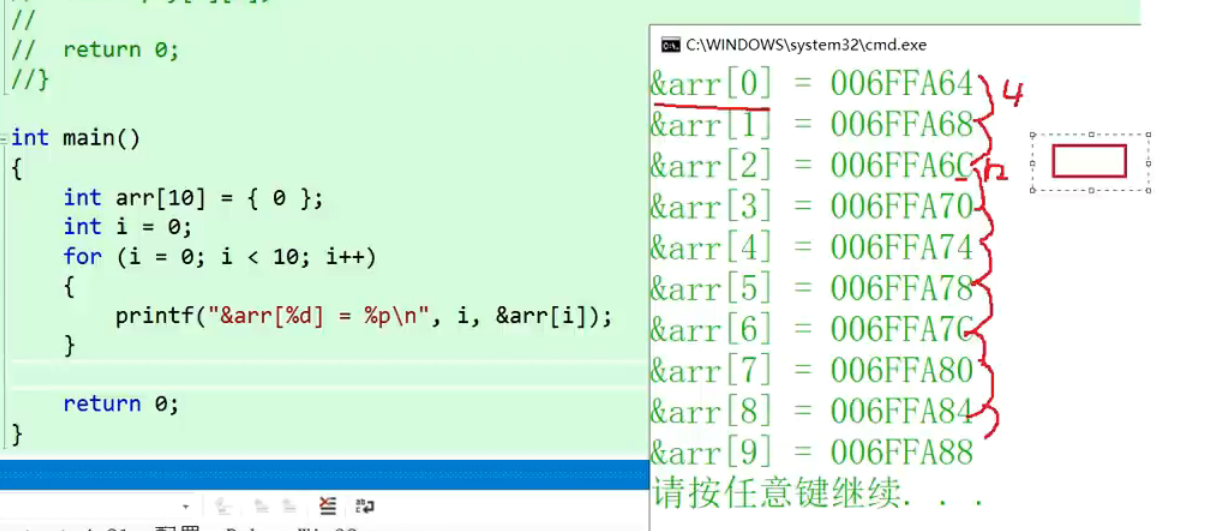 //
// return 0;
//}
int main()
{
int arr[10] = { 0 };
int i = 0;
for (i = 0; i < 10; i++)
{
printf("&arr[%d] = %p\n", i, &arr[i]);
}
return 0;
}
C:\WINDOWS\system32\cmd.exe
&arr[0] = 006FFA64
&arr[1] = 006FFA68
&arr[2] = 006FFA6C
&arr[3] = 006FFA70
&arr[4] = 006FFA74
&arr[5] = 006FFA78
&arr[6] = 006FFA7C
&arr[7] = 006FFA80
&arr[8] = 006FFA84
&arr[9] = 006FFA88
请按任意键继续. . .
4
12